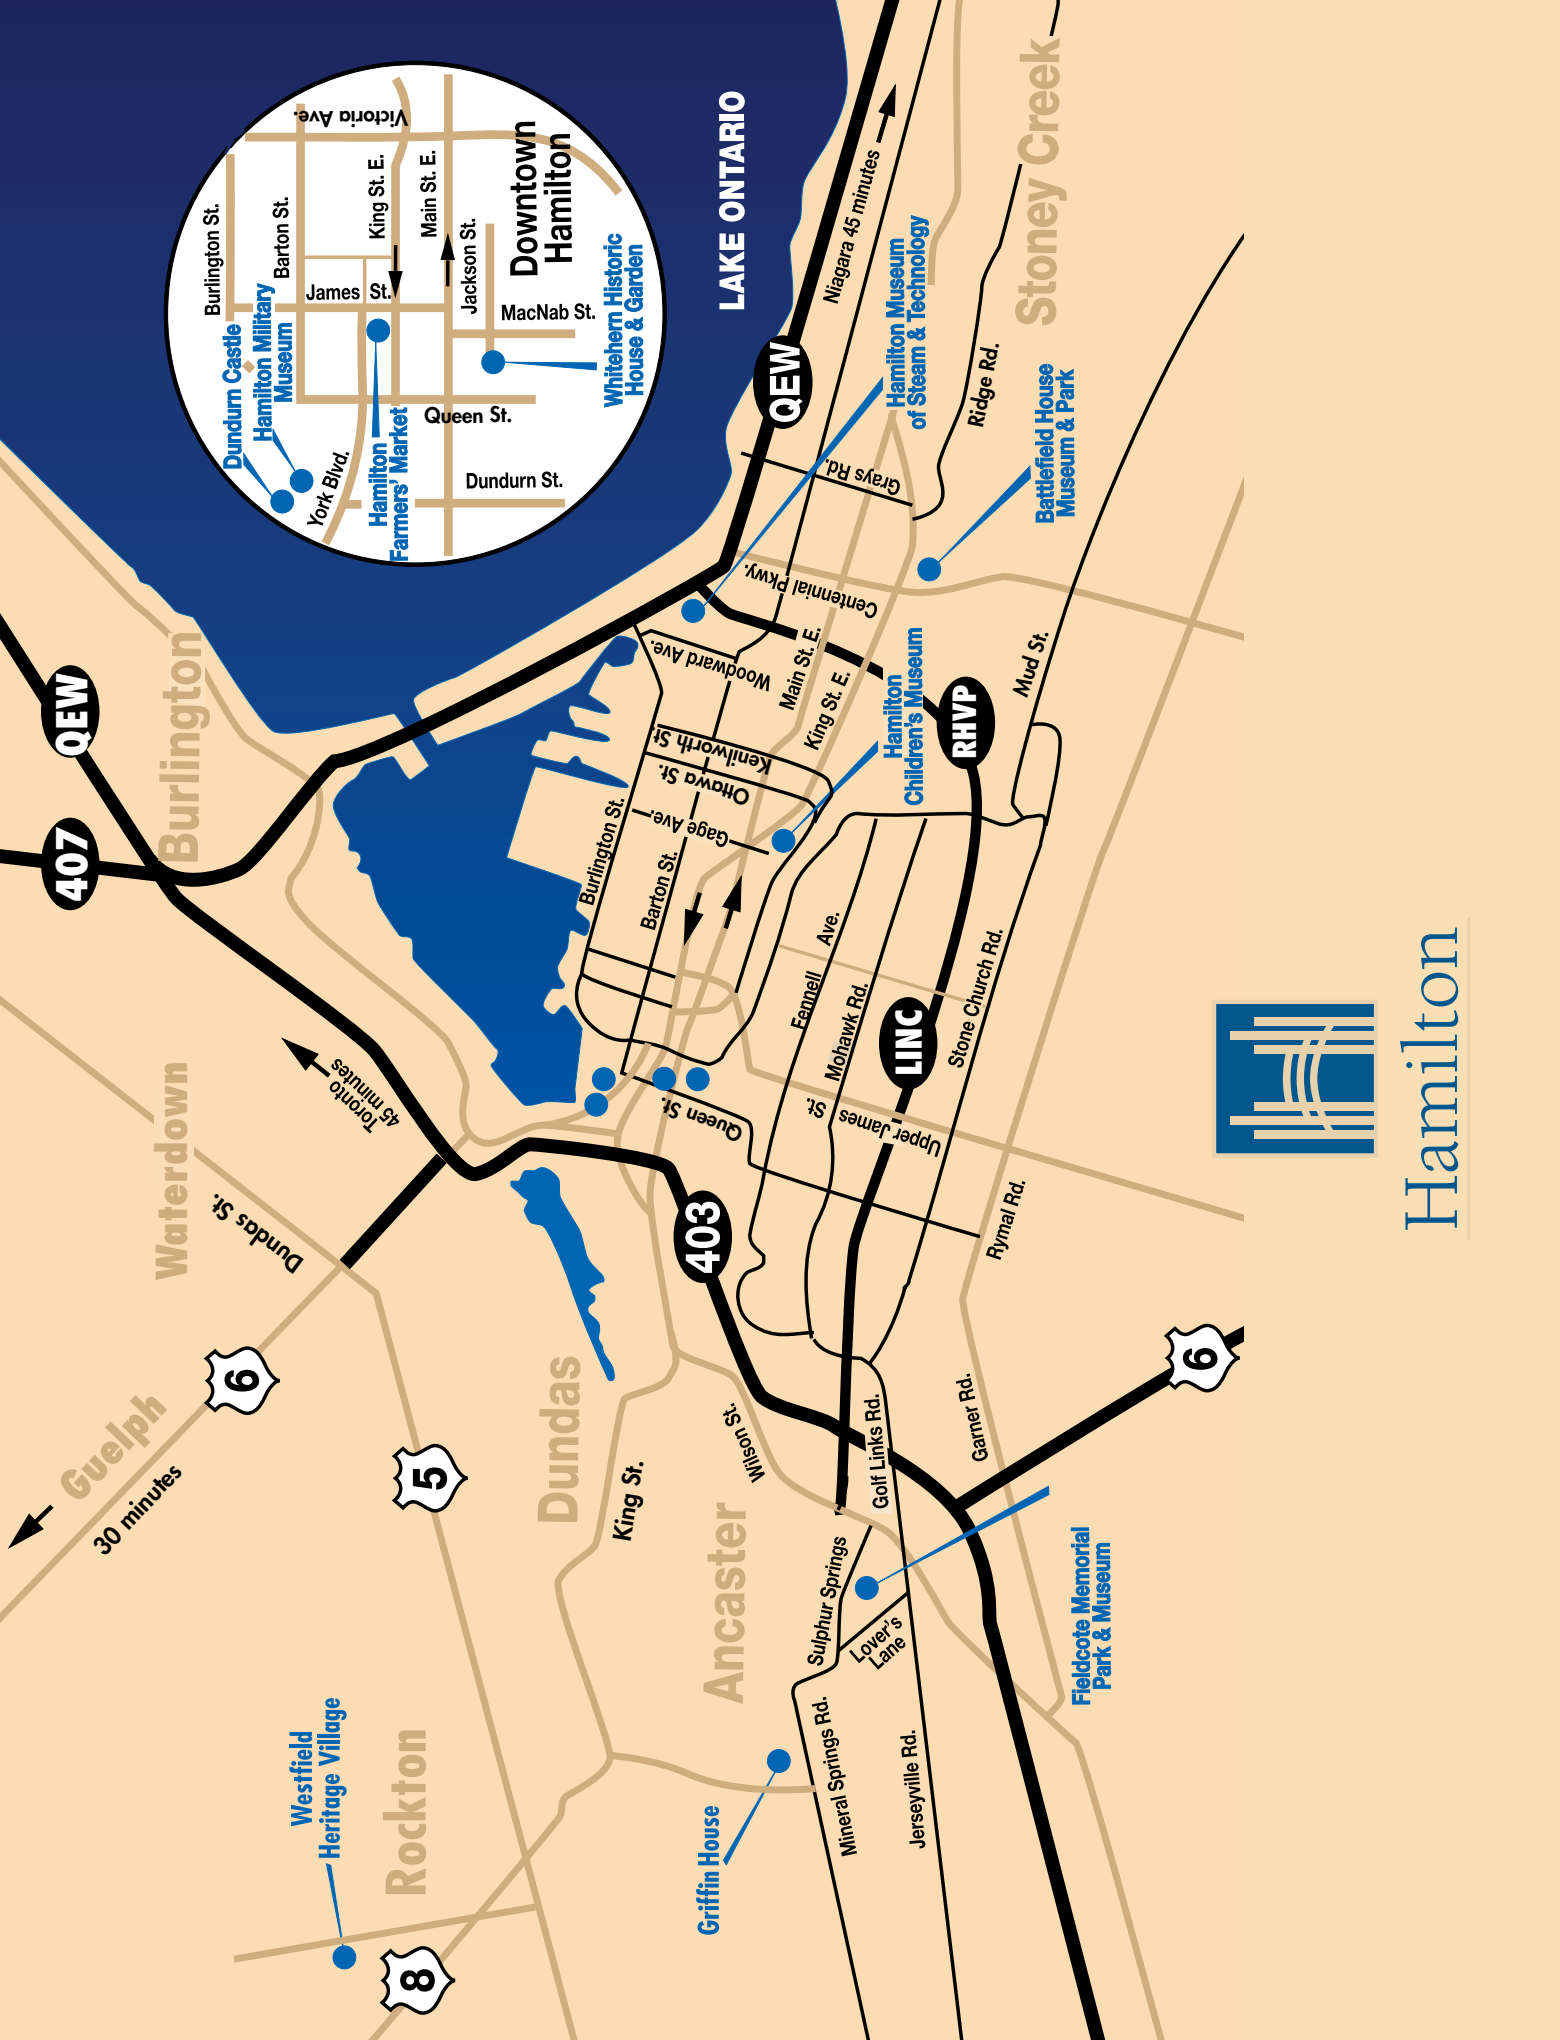 Westfield
Heritage Village
8
Rockton
Guelph
30 minutes
6
5
Waterdown
Dundas St.
Toronto
45 minutes
407
QEW
Burlington
Dundas
King St.
Ancaster
Wilson St.
Griffin House
Mineral Springs Rd.
Sulphur Springs
Lover's
Lane
Jerseyville Rd.
Golf Links Rd.
Fieldcote Memorial
Park & Museum
Garner Rd.
6
403
Rymal Rd.
Queen St.
Upper James St.
LINC
Mohawk Rd.
Fennell Ave.
Stone Church Rd.
Burlington St.
Barton St.
Gage Ave.
Ottawa St.
Kenilworth St.
Woodward Ave.
Main St. E.
King St. E.
Hamilton
Children's Museum
RHVP
Mud St.
Centennial Pkwy.
Grays Rd.
Battlefield House
Museum & Park
Ridge Rd.
Hamilton Museum
of Steam & Technology
QEW
Niagara 45 minutes
Stoney Creek
LAKE ONTARIO
Burlington St.
Dundurn Castle
Hamilton Military
Museum
Barton St.
Victoria Ave.
James St.
King St. E.
Main St. E.
Jackson St.
MacNab St.
York Blvd.
Hamilton
Farmers' Market
Queen St.
Dundurn St.
Downtown
Hamilton
Whitehern Historic
House & Garden
Hamilton